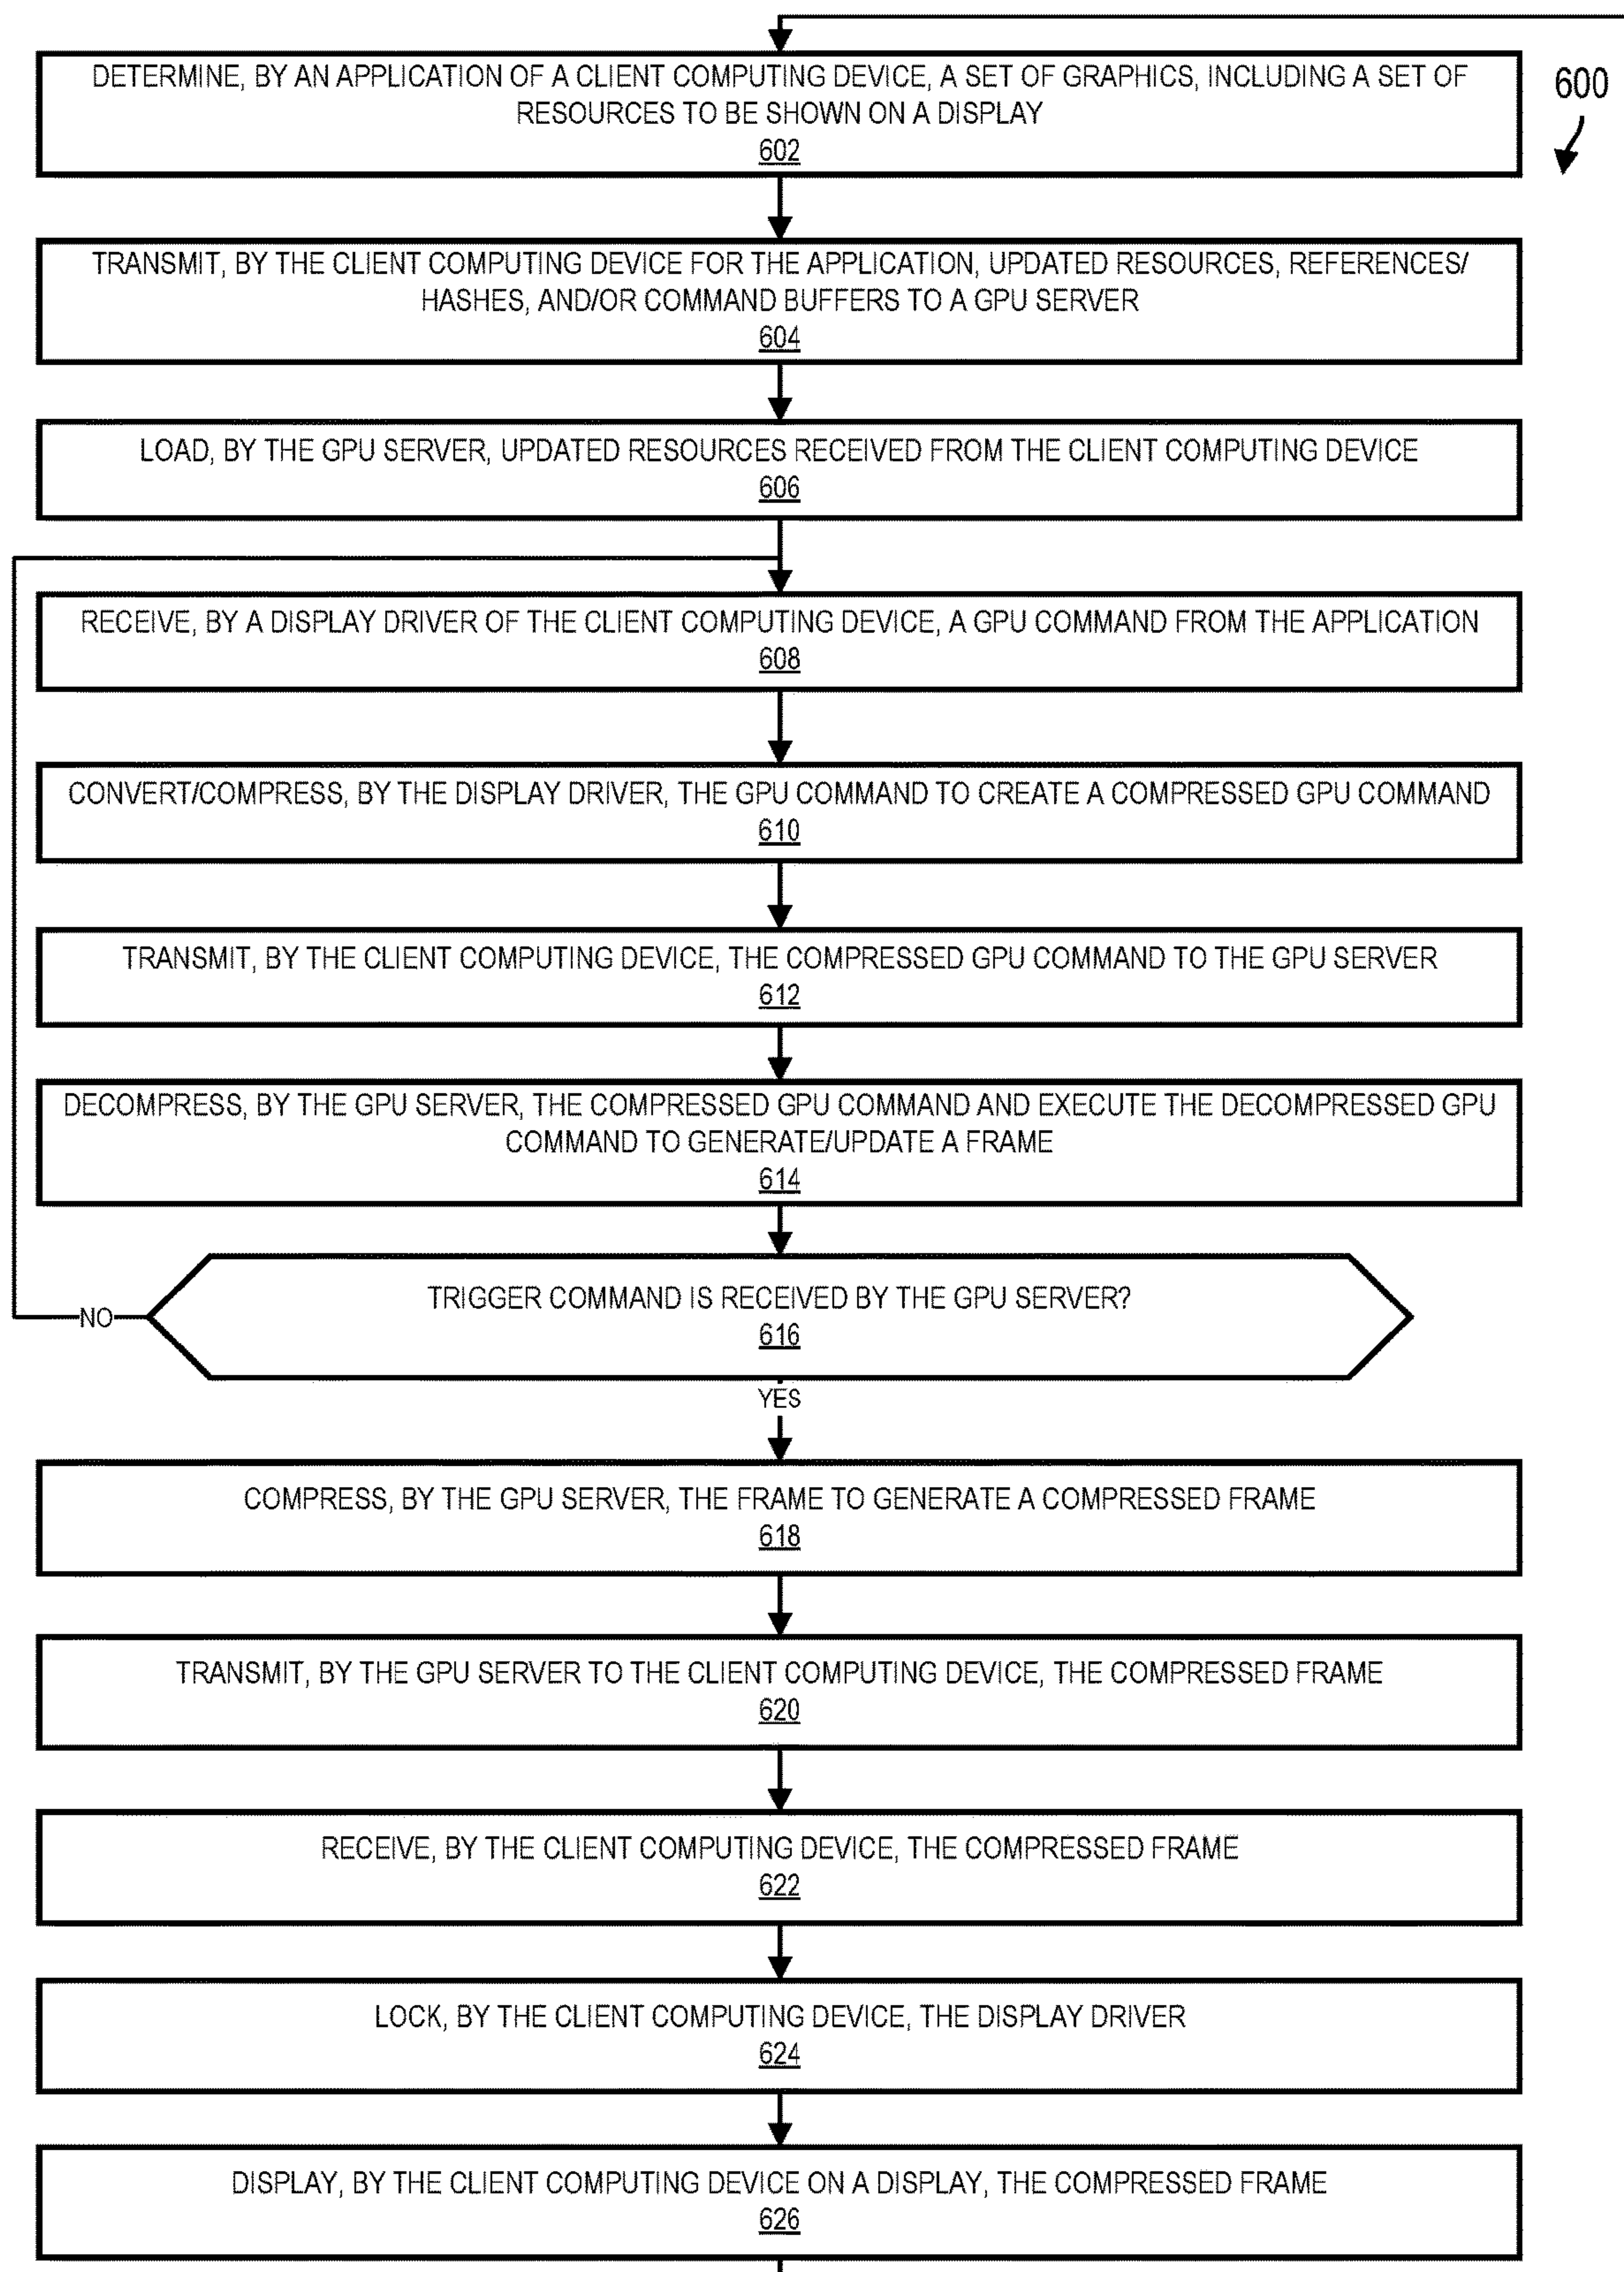 600
DETERMINE, BY AN APPLICATION OF A CLIENT COMPUTING DEVICE, A SET OF GRAPHICS, INCLUDING A SET OF
RESOURCES TO BE SHOWN ON A DISPLAY
602
TRANSMIT, BY THE CLIENT COMPUTING DEVICE FOR THE APPLICATION, UPDATED RESOURCES, REFERENCES/
HASHES, AND/OR COMMAND BUFFERS TO A GPU SERVER
604
LOAD, BY THE GPU SERVER, UPDATED RESOURCES RECEIVED FROM THE CLIENT COMPUTING DEVICE
606
RECEIVE, BY A DISPLAY DRIVER OF THE CLIENT COMPUTING DEVICE, A GPU COMMAND FROM THE APPLICATION
608
CONVERT/COMPRESS, BY THE DISPLAY DRIVER, THE GPU COMMAND TO CREATE A COMPRESSED GPU COMMAND
610
TRANSMIT, BY THE CLIENT COMPUTING DEVICE, THE COMPRESSED GPU COMMAND TO THE GPU SERVER
612
DECOMPRESS, BY THE GPU SERVER, THE COMPRESSED GPU COMMAND AND EXECUTE THE DECOMPRESSED GPU
COMMAND TO GENERATE/UPDATE A FRAME
614
TRIGGER COMMAND IS RECEIVED BY THE GPU SERVER?
616
NO
YES
COMPRESS, BY THE GPU SERVER, THE FRAME TO GENERATE A COMPRESSED FRAME
618
TRANSMIT, BY THE GPU SERVER TO THE CLIENT COMPUTING DEVICE, THE COMPRESSED FRAME
620
RECEIVE, BY THE CLIENT COMPUTING DEVICE, THE COMPRESSED FRAME
622
LOCK, BY THE CLIENT COMPUTING DEVICE, THE DISPLAY DRIVER
624
DISPLAY, BY THE CLIENT COMPUTING DEVICE ON A DISPLAY, THE COMPRESSED FRAME
626